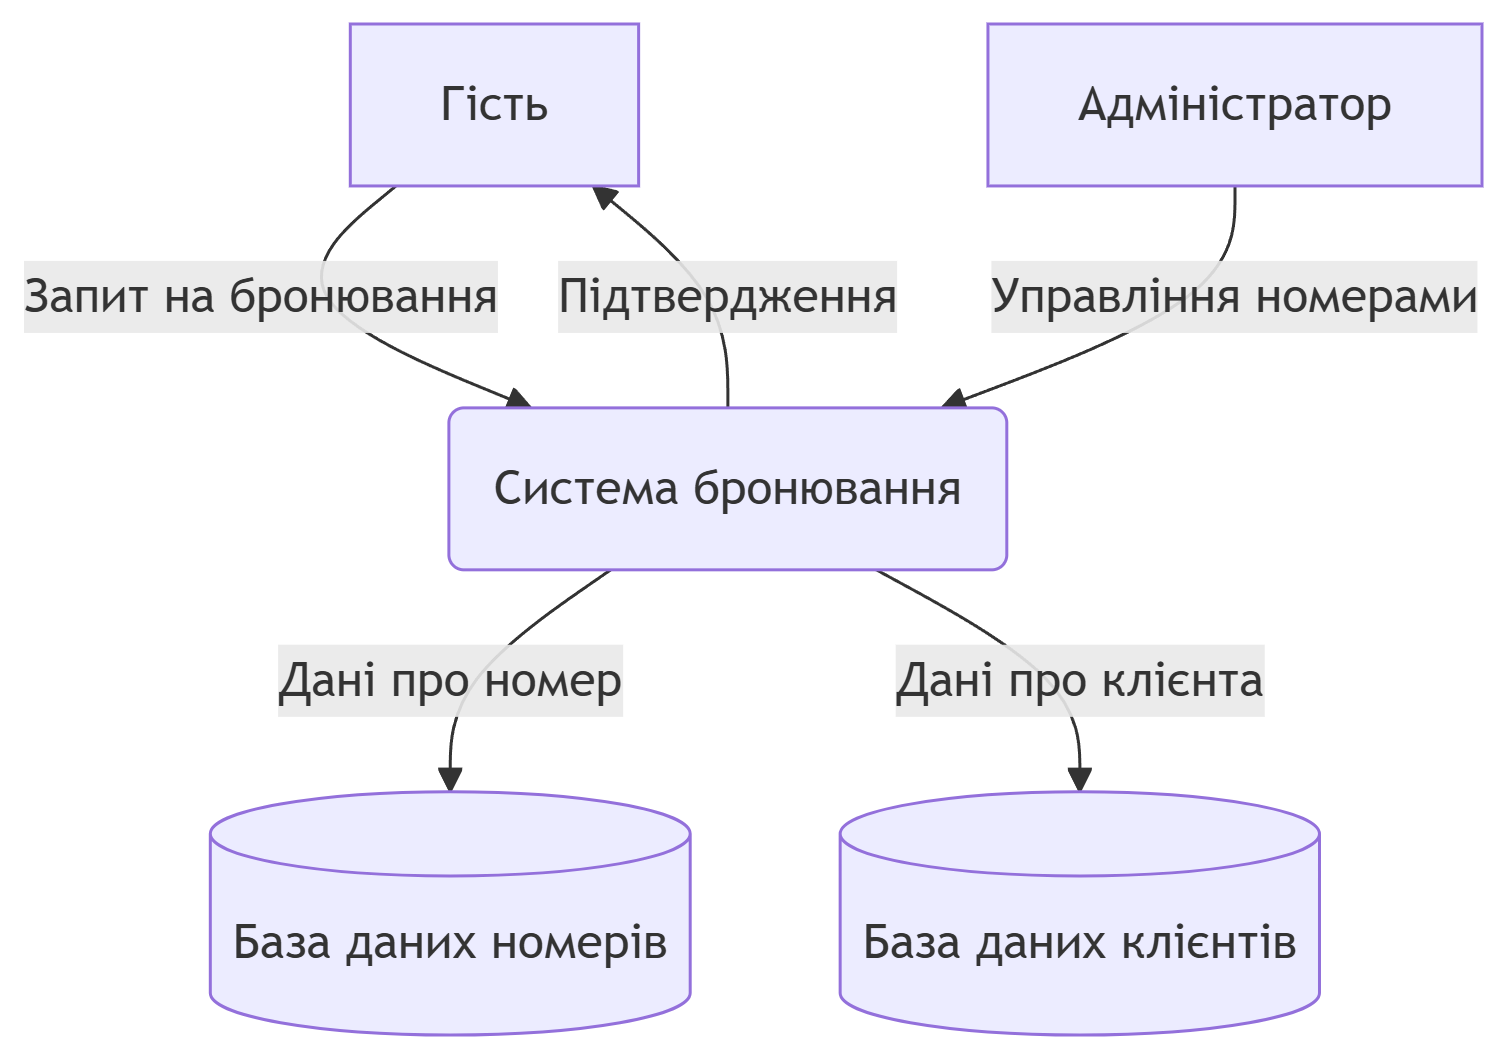 Гість
Адміністратор
Запит на бронювання
Підтвердження
Управління номерами
Система бронювання
Дані про номер
Дані про клієнта
База даних номерів
База даних клієнтів